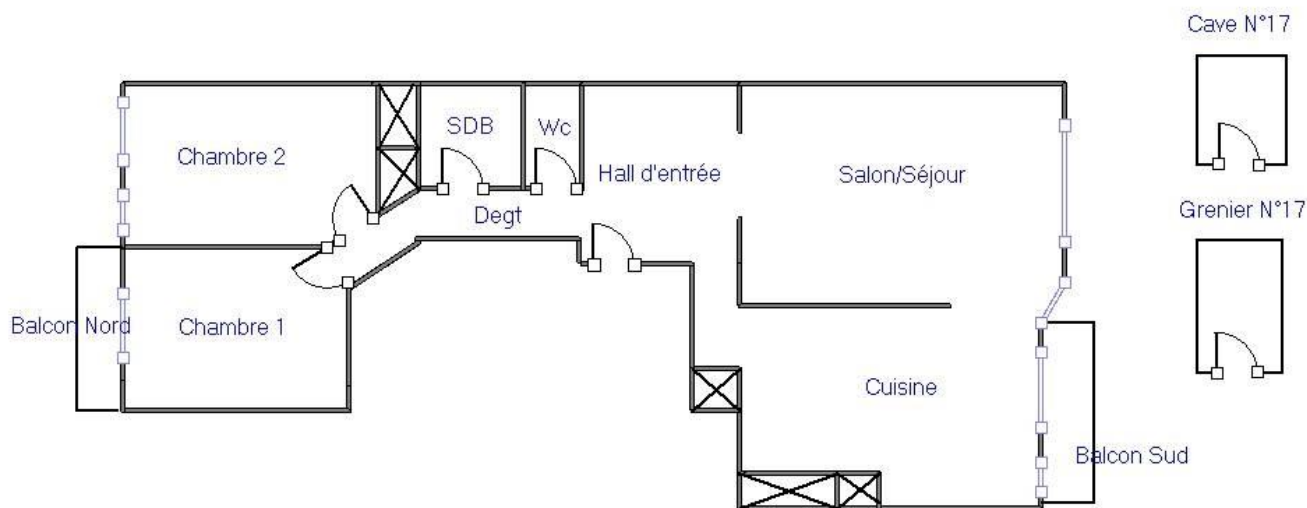 Cave N°17
SDB
Wc
Chambre 2
Hall d'entrée
Salon/Séjour
Degt
Grenier N°17
Balcon Nord
Chambre 1
Cuisine
Balcon Sud